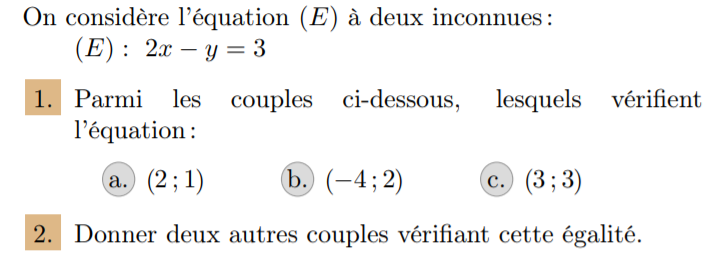 On considère l'équation (E) à deux inconnues :
(E) : 2x − y = 3
1. Parmi les couples ci-dessous, lesquels vérifient
l'équation :
a. (2 ; 1) b. (−4 ; 2) c. (3 ; 3)
2. Donner deux autres couples vérifiant cette égalité.